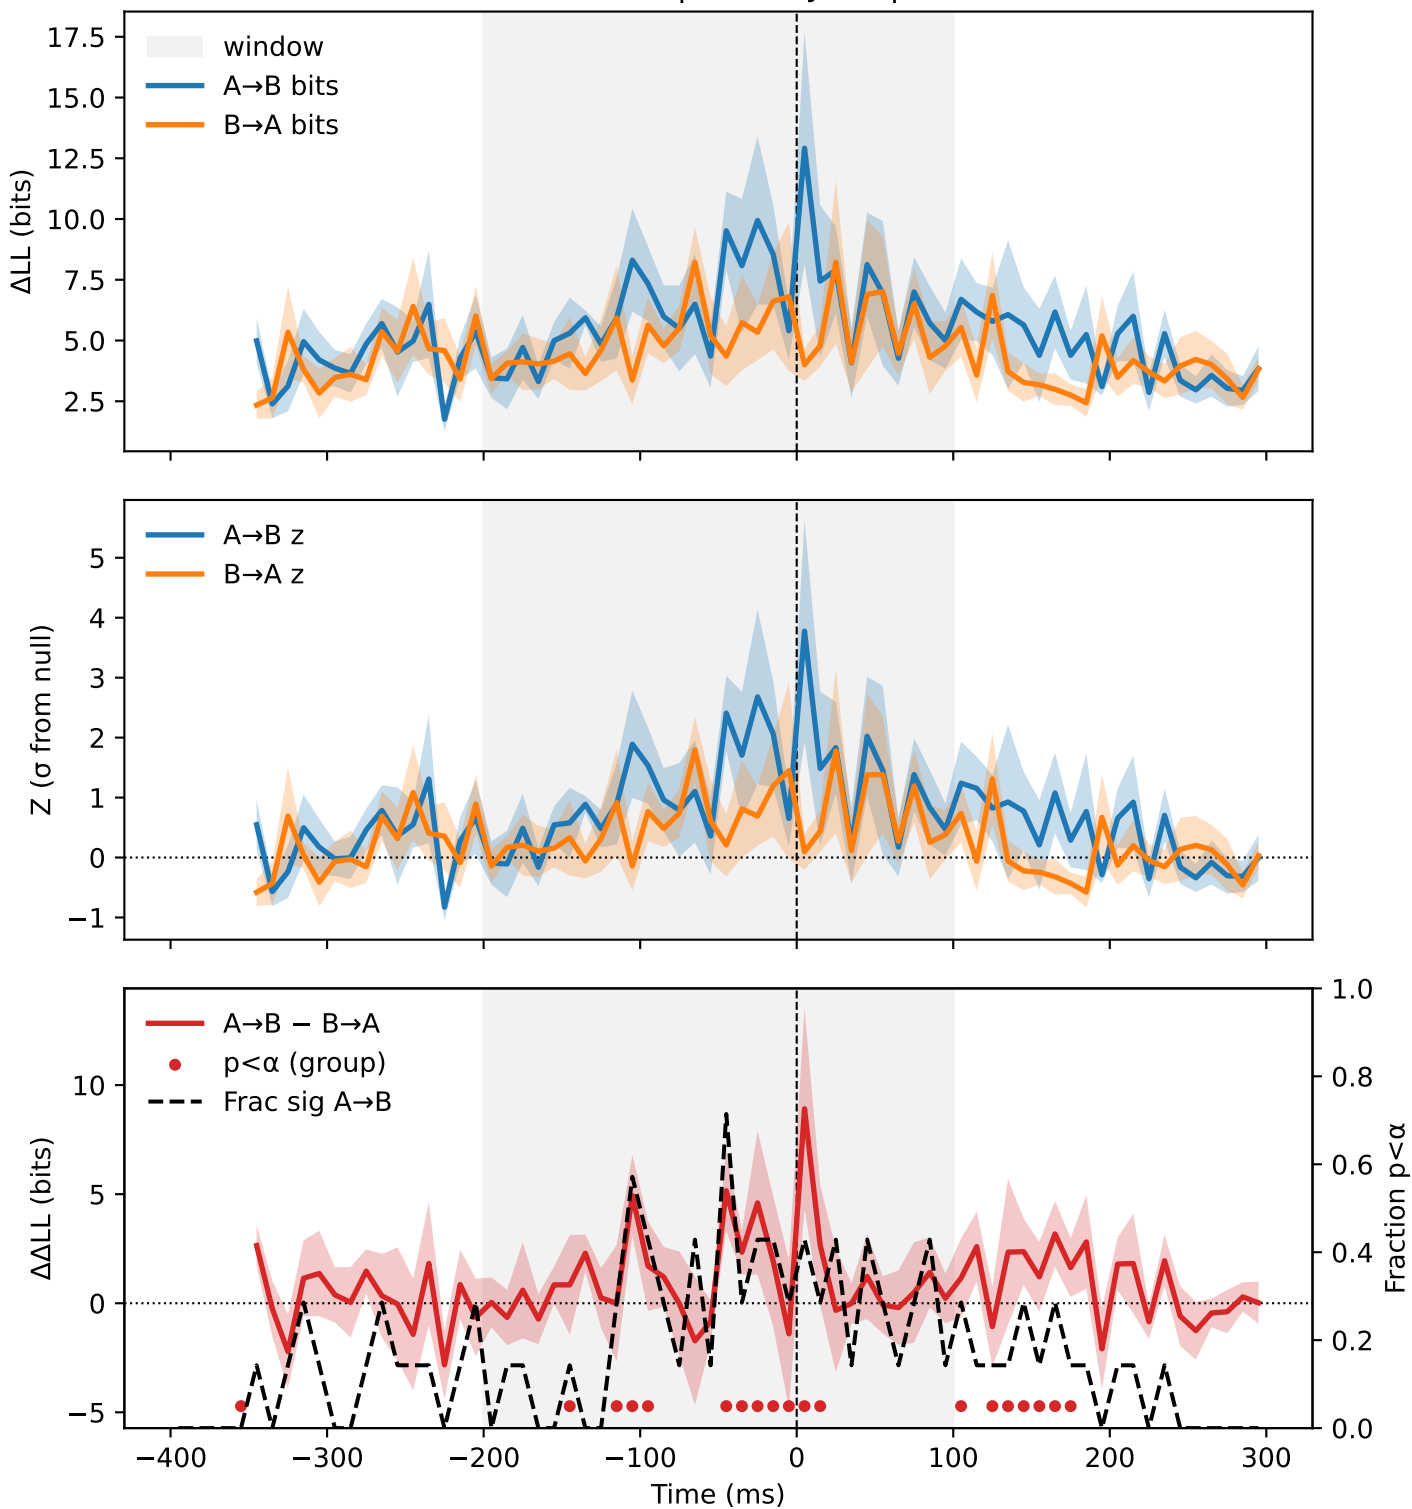 17.5
15.0
12.5
10.0
7.5
5.0
2.5
ΔLL (bits)
window
A→B bits
B→A bits
5
4
3
2
1
0
−1
Z (σ from null)
A→B z
B→A z
10
5
0
−5
ΔΔLL (bits)
A→B − B→A
p<α (group)
Frac sig A→B
1.0
0.8
0.6
0.4
0.2
0.0
Fraction p<α
−400 −300 −200 −100 0 100 200 300
Time (ms)